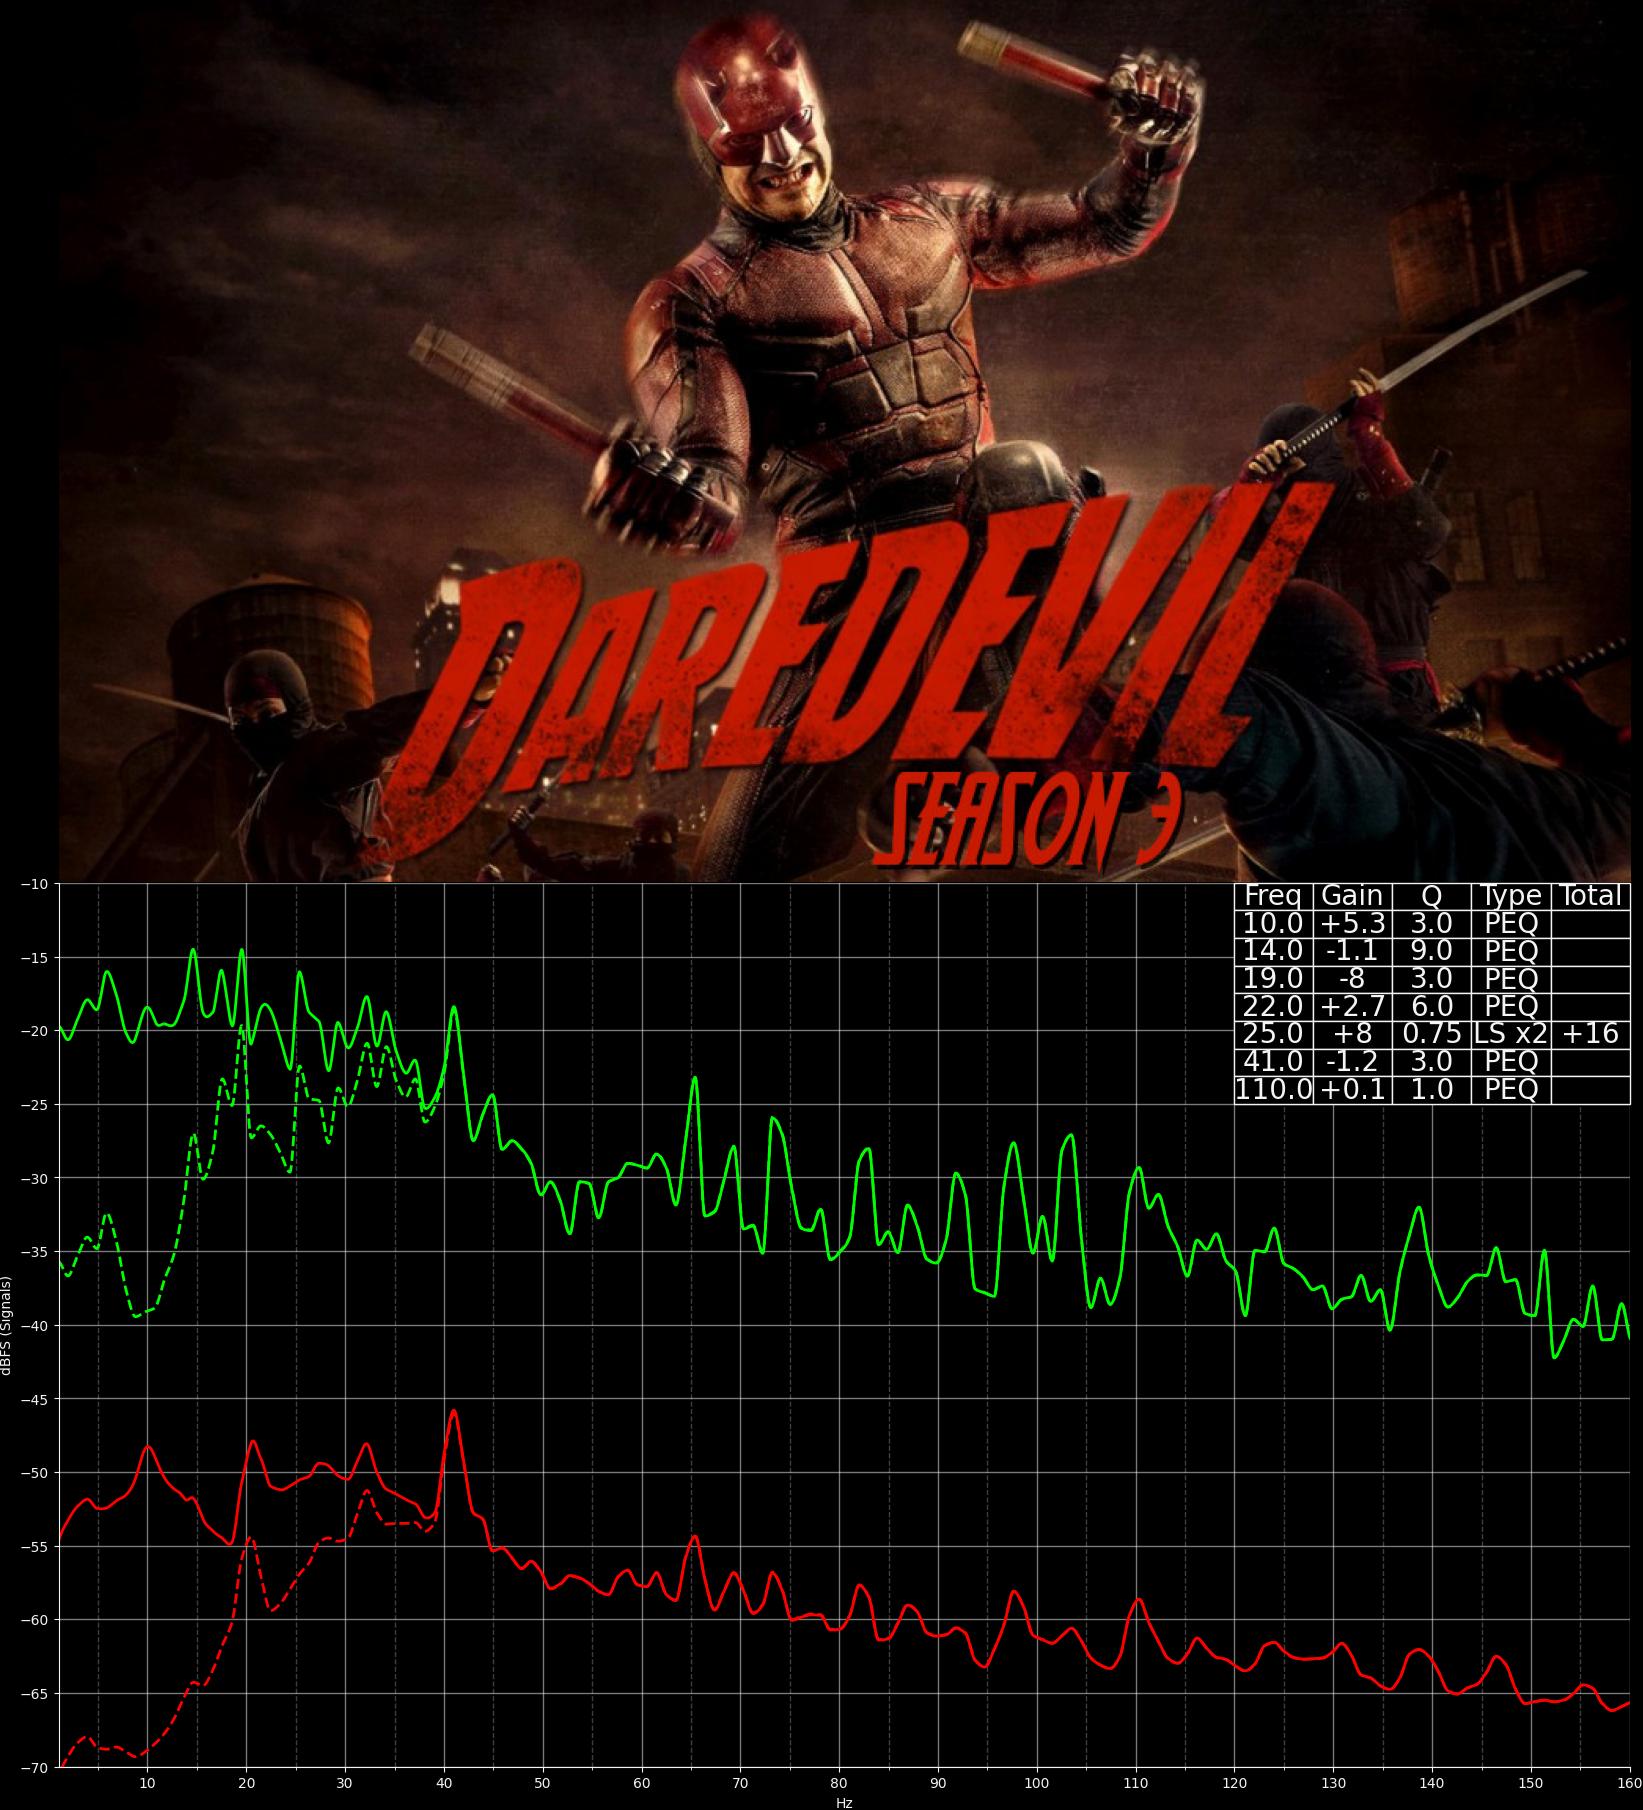 DAREDEVIL
SEASON 3
Freq Gain Q Type Total
10.0 +5.3 3.0 PEQ
14.0 -1.1 9.0 PEQ
19.0 -8 3.0 PEQ
22.0 +2.7 6.0 PEQ
25.0 +8 0.75 LS x2 +16
41.0 -1.2 3.0 PEQ
110.0 +0.1 1.0 PEQ
−10
−15
−20
−25
−30
−35
−40
−45
−50
−55
−60
−65
−70
dBFS (Signals)
10 20 30 40 50 60 70 80 90 100 110 120 130 140 150 160
Hz